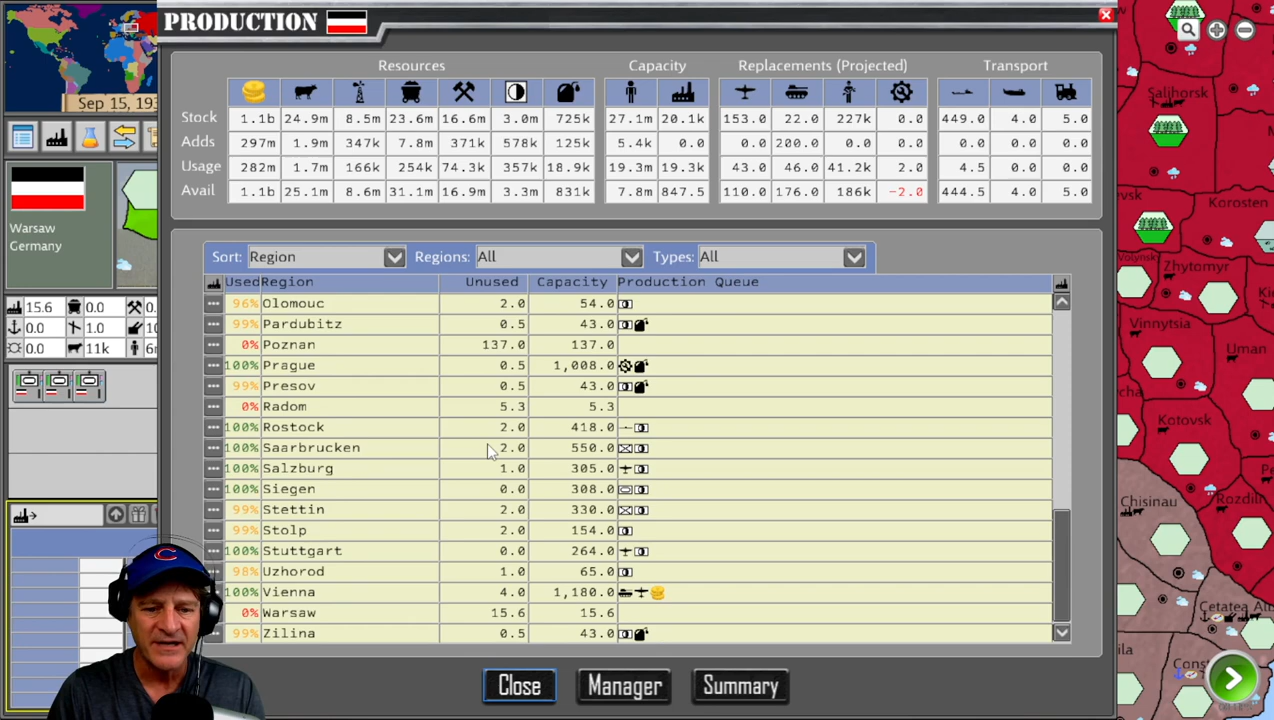 PRODUCTION
Resources Capacity Replacements (Projected) Transport
Stock 1.1b 24.9m 8.5m 23.6m 16.6m 3.0m 725k 27.1m 20.1k 153.0 22.0 227k 0.0 449.0 4.0 5.0
Adds 297m 1.9m 347k 7.8m 371k 578k 125k 5.4k 0.0 0.0 200.0 0.0 0.0 0.0 0.0 0.0
Usage 282m 1.7m 166k 254k 74.3k 357k 18.9k 19.3m 19.3k 43.0 46.0 41.2k 2.0 4.5 0.0 0.0
Avail 1.1b 25.1m 8.6m 31.1m 16.9m 3.3m 831k 7.8m 847.5 110.0 176.0 186k -2.0 444.5 4.0 5.0
Sort: Region Regions: All Types: All
Used Region Unused Capacity Production Queue
96% Olomouc 2.0 54.0
99% Pardubitz 0.5 43.0
0% Poznan 137.0 137.0
100% Prague 0.5 1,008.0
99% Presov 0.5 43.0
0% Radom 5.3 5.3
100% Rostock 2.0 418.0
100% Saarbrucken 2.0 550.0
100% Salzburg 1.0 305.0
100% Siegen 0.0 308.0
99% Stettin 2.0 330.0
99% Stolp 2.0 154.0
100% Stuttgart 0.0 264.0
98% Uzhorod 1.0 65.0
100% Vienna 4.0 1,180.0
0% Warsaw 15.6 15.6
99% Zilina 0.5 43.0
Close Manager Summary
Sep 15, 193
Warsaw
Germany
15.6 0.0 0.
0.0 1.0 10
0.0 11k 6m
C
Salihorsk
Korosten
Volynsk
Zhytomyr
Vinnytsia
Uman
Kotovsk
Chisinau
Rozdil
Cetatea Al
Const